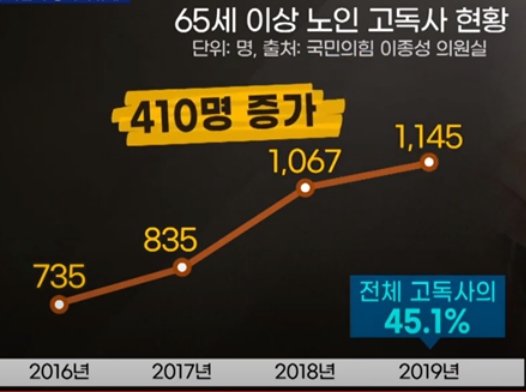 65세 이상 노인 고독사 현황
단위: 명, 출처: 국민의힘 이종성 의원실
410명 증가
735
835
1,067
1,145
전체 고독사의
45.1%
2016년 2017년 2018년 2019년